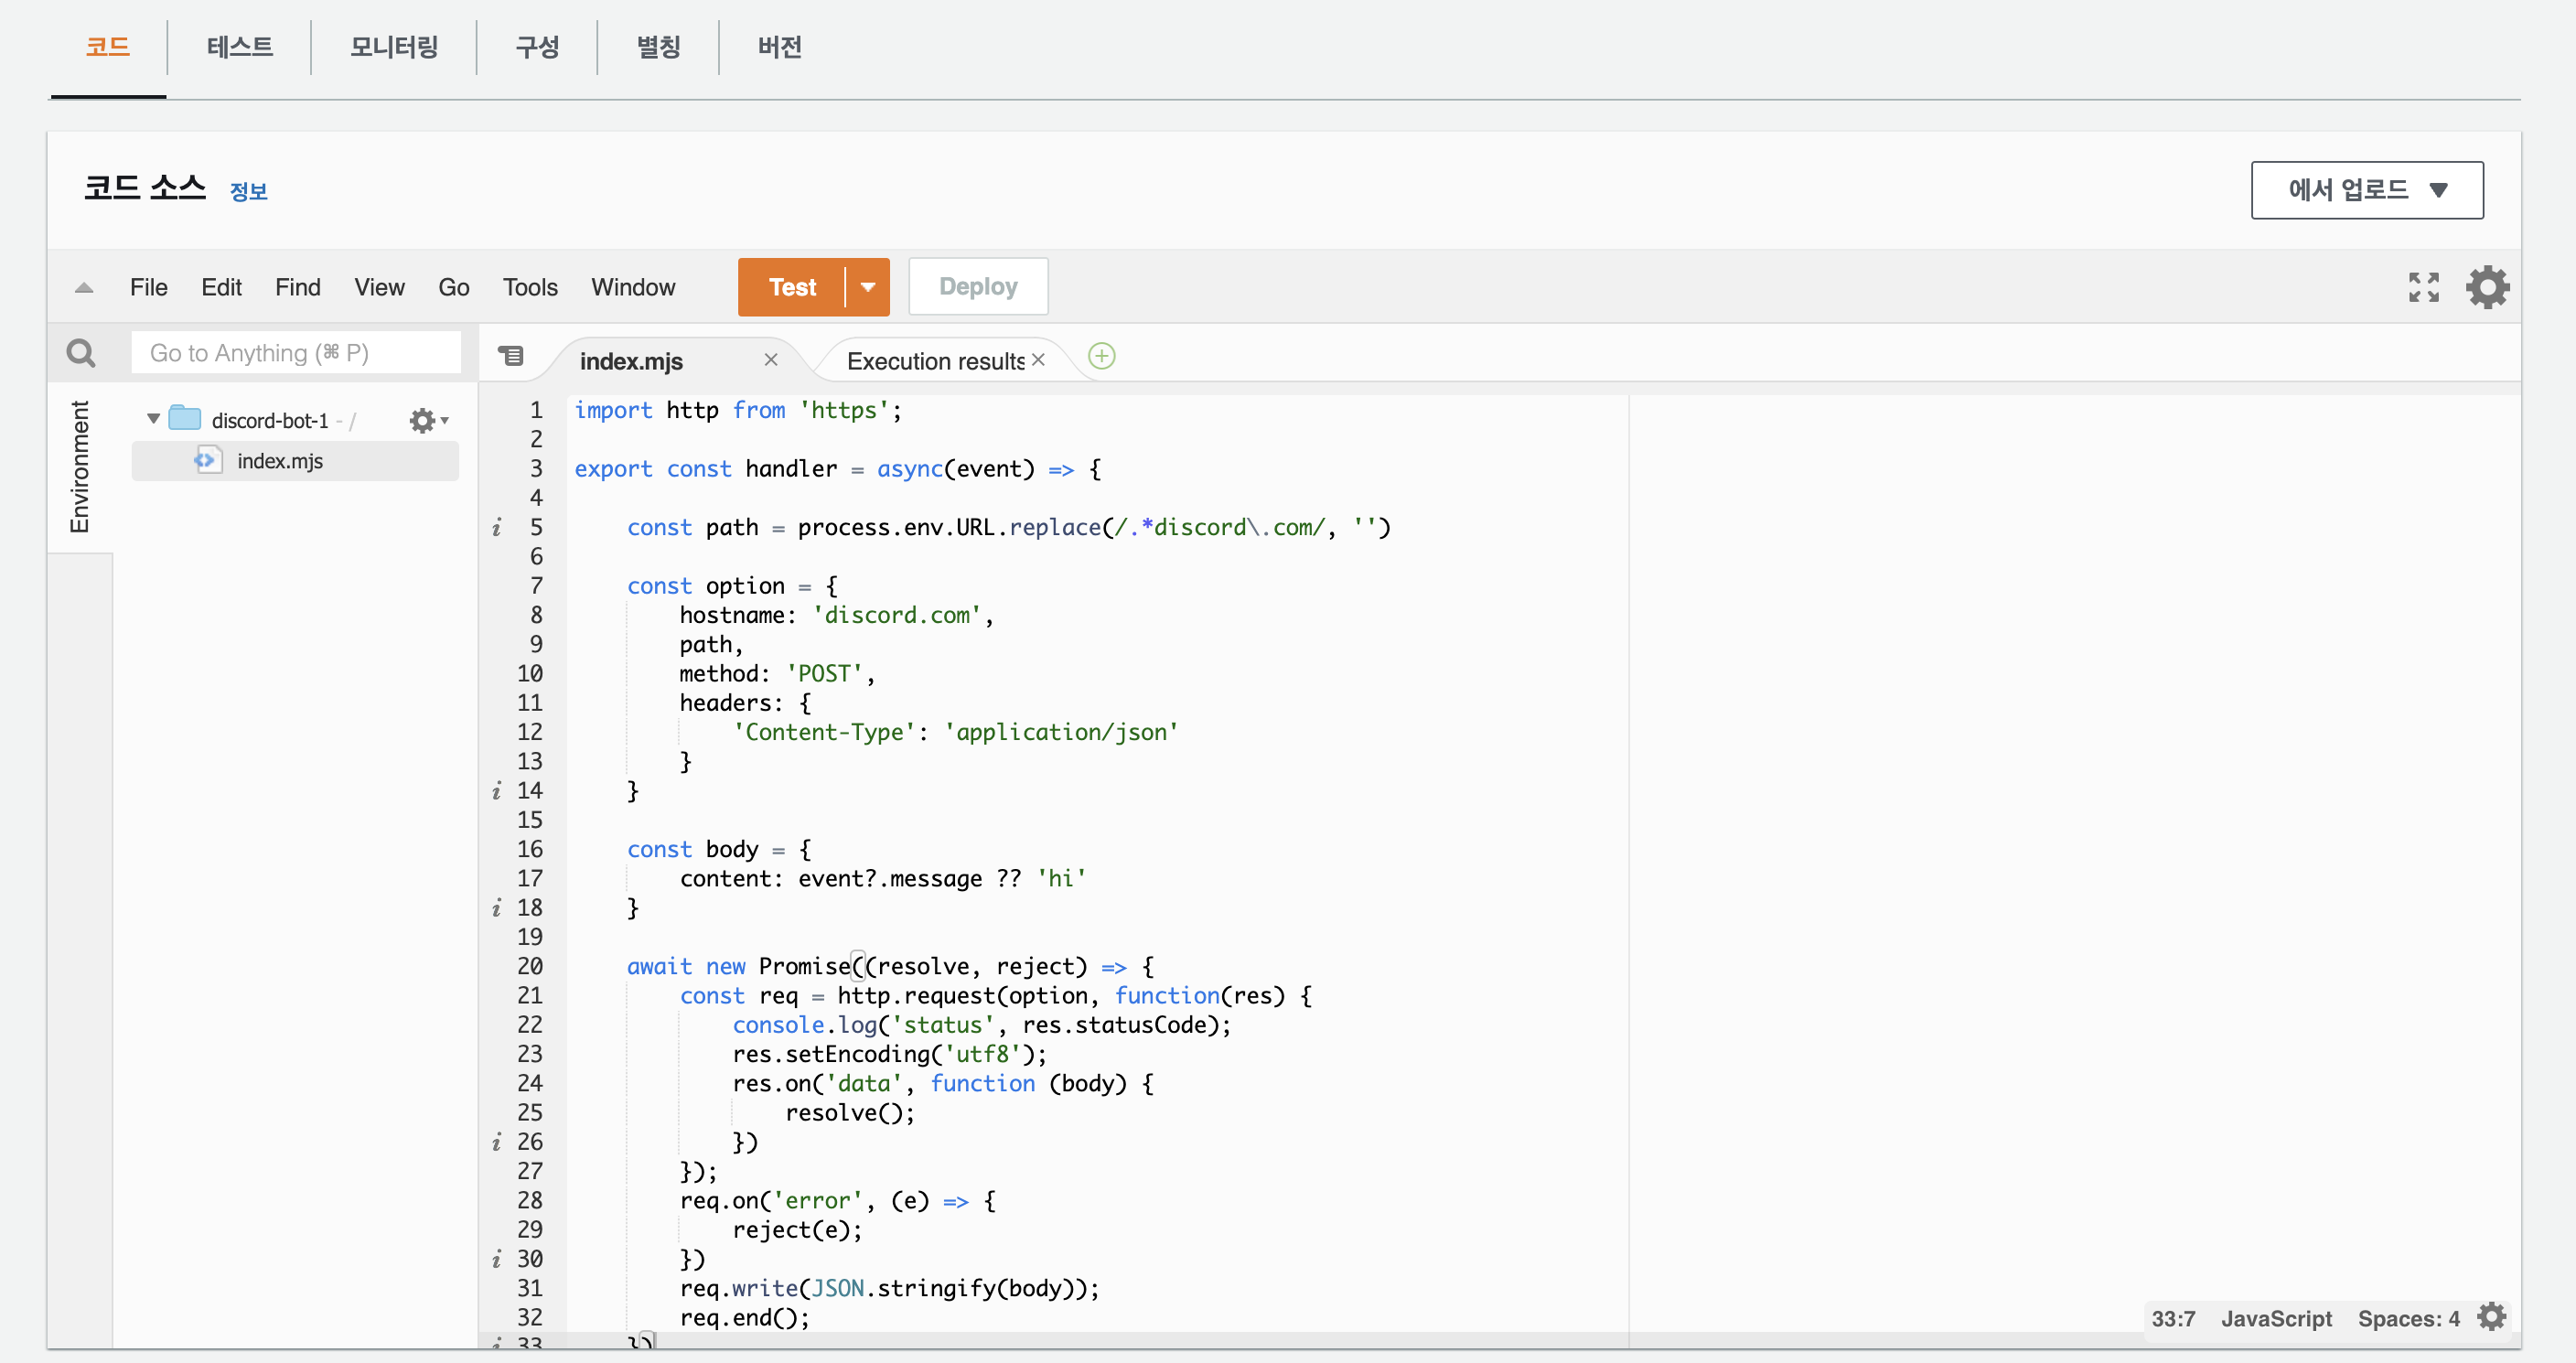 코드 테스트 모니터링 구성 별칭 버전
코드 소스 정보
에서 업로드
File Edit Find View Go Tools Window Test Deploy
Go to Anything (⌘ P)
index.mjs Execution results
Environment
discord-bot-1 - /
index.mjs
1 import http from 'https';
2
3 export const handler = async(event) => {
4
5 const path = process.env.URL.replace(/.*discord\.com/, '')
6
7 const option = {
8 hostname: 'discord.com',
9 path,
10 method: 'POST',
11 headers: {
12 'Content-Type': 'application/json'
13 }
14 }
15
16 const body = {
17 content: event?.message ?? 'hi'
18 }
19
20 await new Promise((resolve, reject) => {
21 const req = http.request(option, function(res) {
22 console.log('status', res.statusCode);
23 res.setEncoding('utf8');
24 res.on('data', function (body) {
25 resolve();
26 })
27 });
28 req.on('error', (e) => {
29 reject(e);
30 })
31 req.write(JSON.stringify(body));
32 req.end();
33 })
33:7 JavaScript Spaces: 4